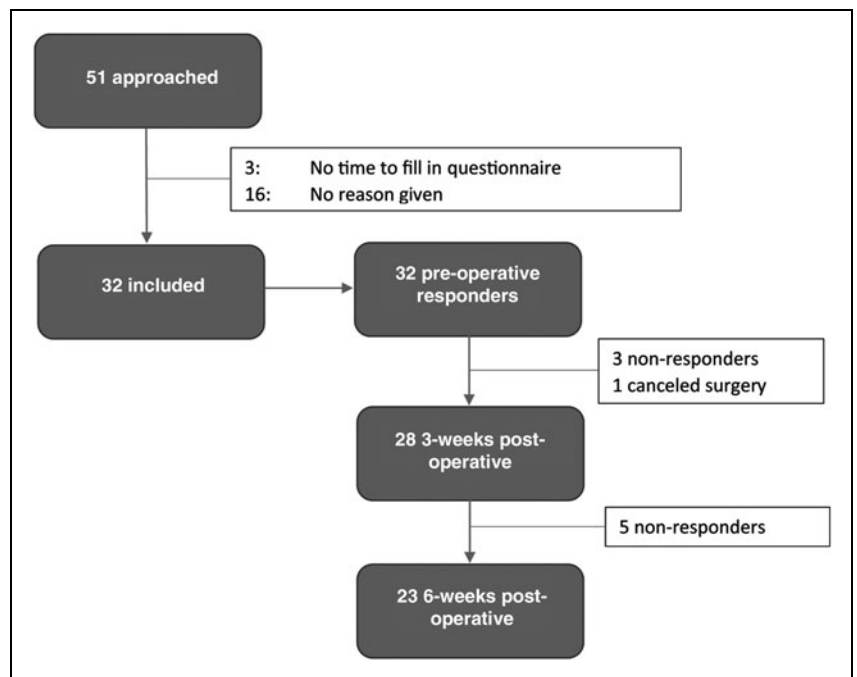 51 approached
3: No time to fill in questionnaire
16: No reason given
32 included
32 pre-operative
responders
3 non-responders
1 canceled surgery
28 3-weeks post-
operative
5 non-responders
23 6-weeks post-
operative